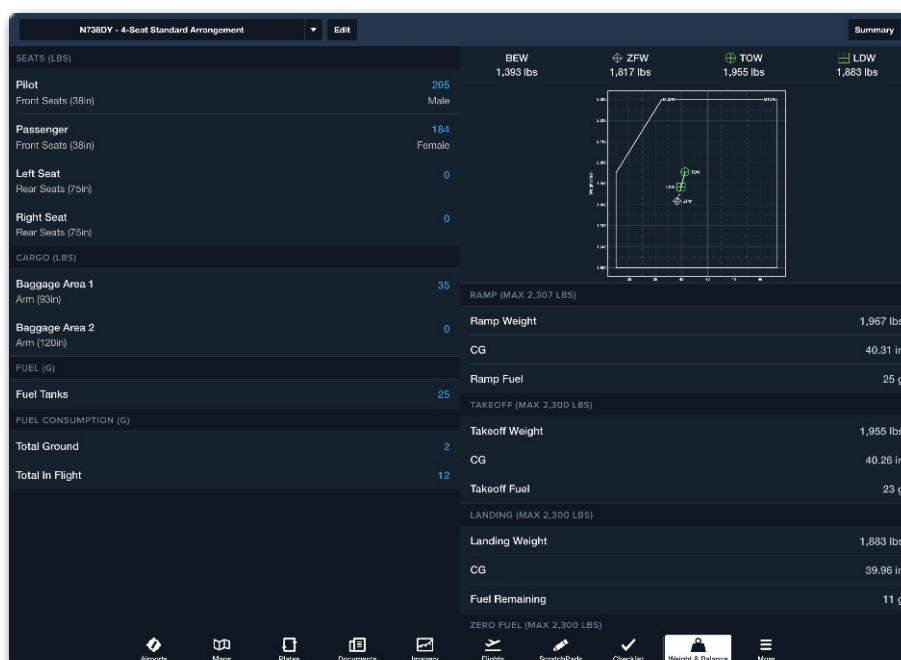 N738DY - 4-Seat Standard Arrangement
Edit
Summary
SEATS (LBS)
Pilot
205
Front Seats (38in)
Male
Passenger
184
Front Seats (38in)
Female
Left Seat
0
Rear Seats (75in)
Right Seat
0
Rear Seats (75in)
CARGO (LBS)
Baggage Area 1
35
Arm (93in)
Baggage Area 2
0
Arm (120in)
FUEL (G)
Fuel Tanks
25
FUEL CONSUMPTION (G)
Total Ground
2
Total In Flight
12
BEW
ZFW
TOW
LDW
1,393 lbs
1,817 lbs
1,955 lbs
1,883 lbs
TOW
ZFW
RAMP (MAX 2,307 LBS)
Ramp Weight
1,967 lbs
CG
40.31 in
Ramp Fuel
25 g
TAKEOFF (MAX 2,300 LBS)
Takeoff Weight
1,955 lbs
CG
40.26 in
Takeoff Fuel
23 g
LANDING (MAX 2,300 LBS)
Landing Weight
1,883 lbs
CG
39.96 in
Fuel Remaining
11 g
ZERO FUEL (MAX 2,300 LBS)
Airports
Maps
Plates
Documents
Imagery
Flights
ScratchPads
Checklist
Weight & Balance
More